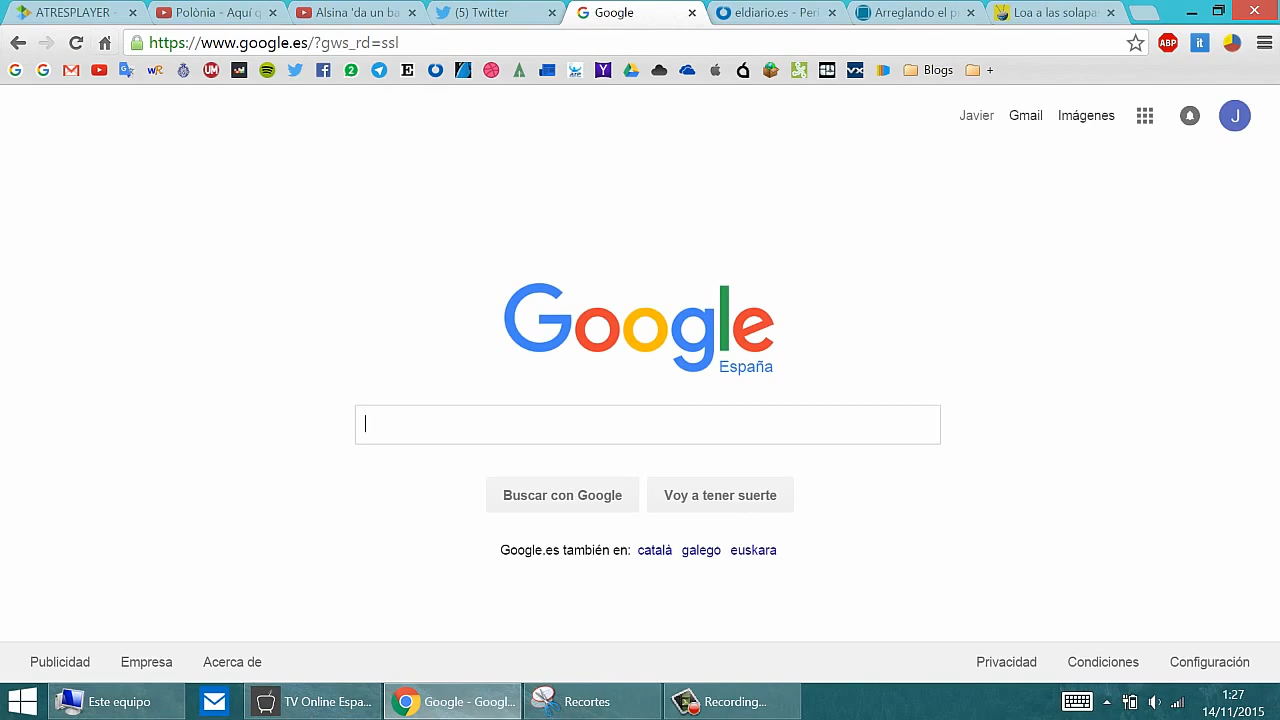 ATRESPLAYER -
Polònia - Aquí q
Alsina 'da un ba
(5) Twitter
Google
eldiario.es - Peri
Arreglando el p
Loa a las solapas
https://www.google.es/?gws_rd=ssl
ABP
it
Blogs
+
Javier Gmail Imágenes J
Google
España
Buscar con Google Voy a tener suerte
Google.es también en: català galego euskara
Publicidad Empresa Acerca de Privacidad Condiciones Configuración
Este equipo
TV Online Espa...
Google - Googl...
Recortes
Recording...
1:27
14/11/2015